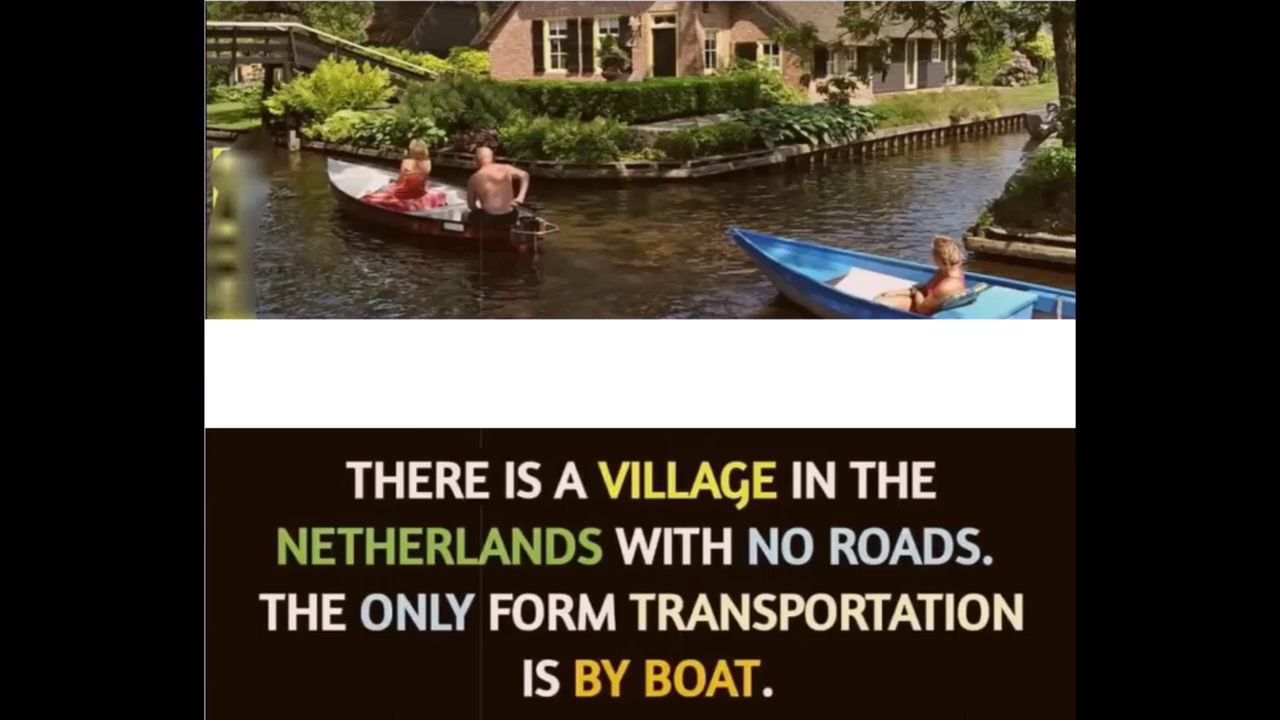 THERE IS A VILLAGE IN THE
NETHERLANDS WITH NO ROADS.
THE ONLY FORM TRANSPORTATION
IS BY BOAT.